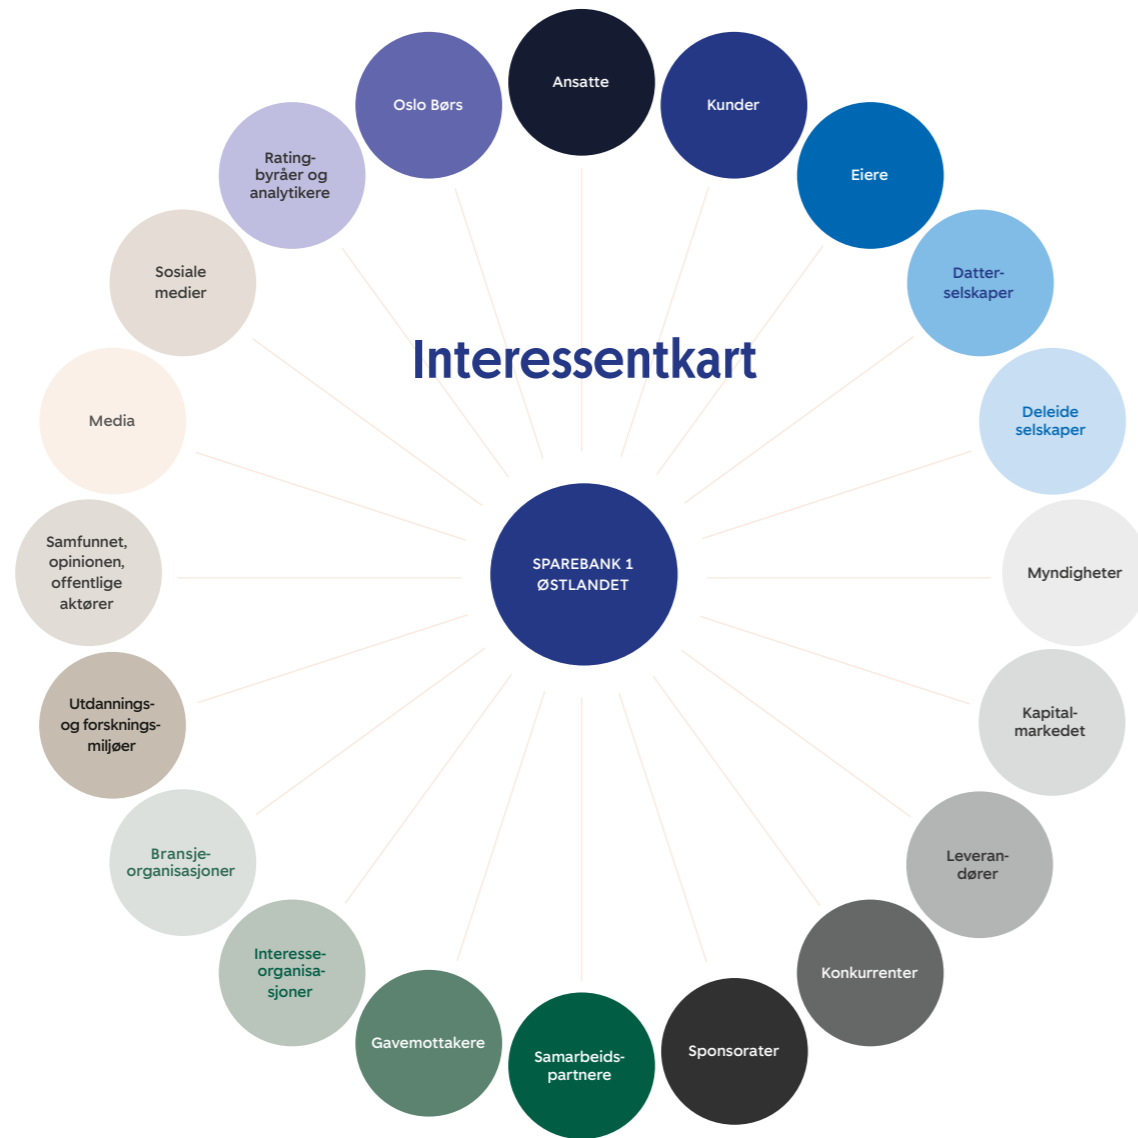 Interessentkart
SPAREBANK 1
ØSTLANDET
Ansatte
Kunder
Eiere
Datter-
selskaper
Deleide
selskaper
Myndigheter
Kapital-
markedet
Leveran-
dører
Konkurrenter
Sponsorater
Samarbeids-
partnere
Gavemottakere
Interesse-
organisa-
sjoner
Bransje-
organisasjoner
Utdannings-
og forsknings-
miljøer
Samfunnet,
opinionen,
offentlige
aktører
Media
Sosiale
medier
Rating-
byråer og
analytikere
Oslo Børs